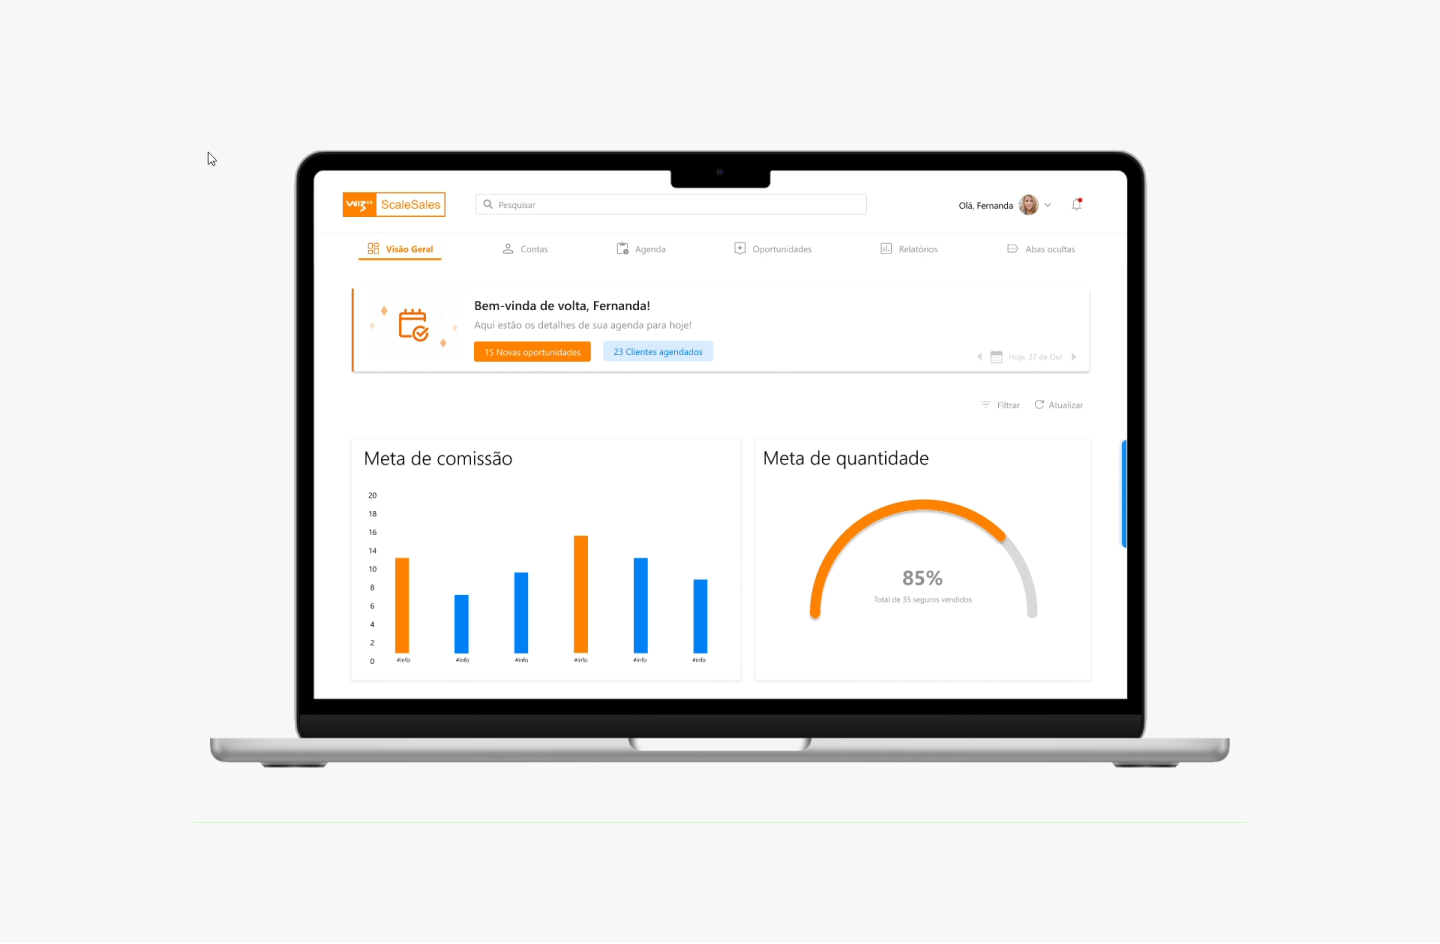 WIZ co ScaleSales
Pesquisar
Olá, Fernanda
Visão Geral
Contas
Agenda
Oportunidades
Relatórios
Abas ocultas
Bem-vinda de volta, Fernanda!
Aqui estão os detalhes de sua agenda para hoje!
15 Novas oportunidades
23 Clientes agendados
Hoje, 27 de Out
Filtrar
Atualizar
Meta de comissão
20
18
16
14
10
8
6
4
2
0
#info
#info
#info
#info
#info
#info
Meta de quantidade
85%
Total de 35 seguros vendidos